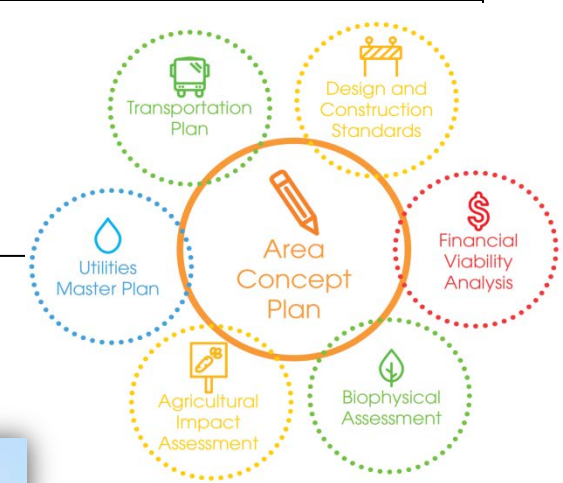 Transportation
Plan
Design and
Construction
Standards
Area
Concept
Plan
Financial
Viability
Analysis
Utilities
Master Plan
Agricultural
Impact
Assessment
Biophysical
Assessment